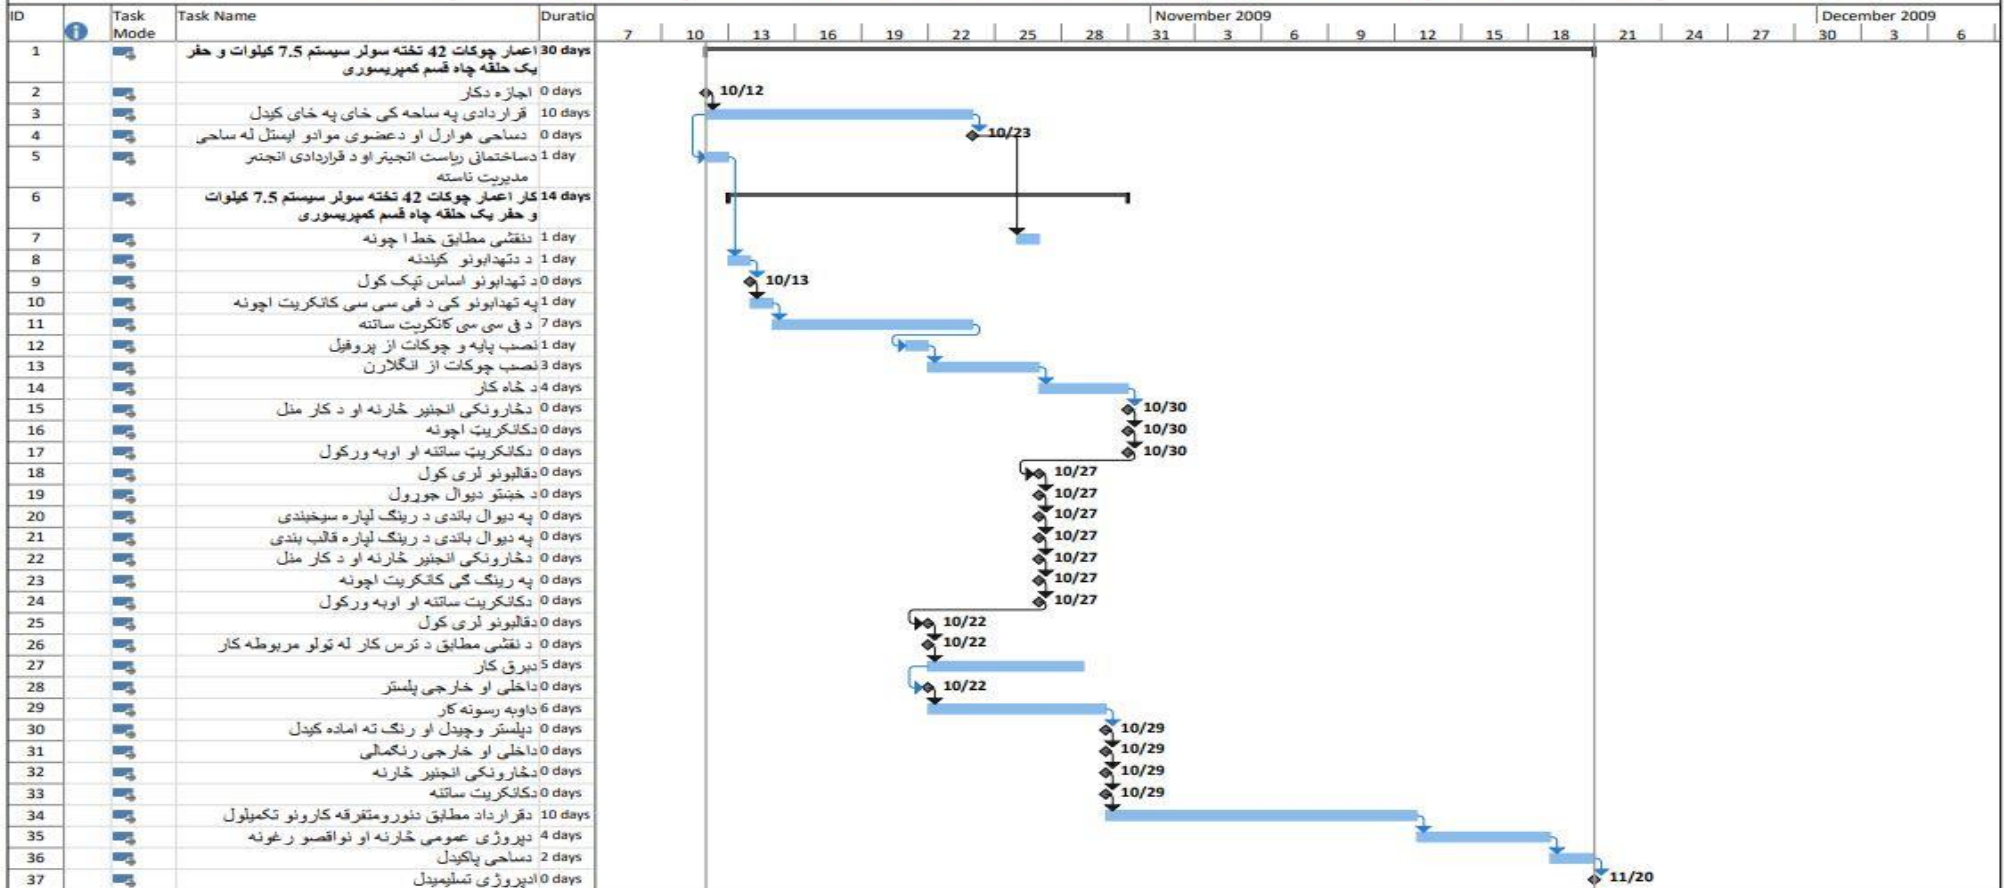 ID Task Mode Task Name Duratio November 2009 December 2009
7 10 13 16 19 22 25 28 31 3 6 9 12 15 18 21 24 27 30 3 6
1 اعمار چوکات 42 تخته سولر سیستم 7.5 کیلوات و حفر 30 days
یک حلقه چاه قسم کمپریسوری
2 اجازه دکار 0 days 10/12
3 قراردادی په ساحه کی ځای په ځای کیدل 10 days
4 دساحی هوارل او دعضوی موادو ایستل له ساحی 0 days 10/23
5 دساختمانی ریاست انجینر او د قراردادی انجنیر 1 day
مدیریت ناسته
6 کار اعمار چوکات 42 تخته سولر سیستم 7.5 کیلوات 14 days
و حفر یک حلقه چاه قسم کمپریسوری
7 دنقشی مطابق خط ا چونه 1 day
8 د دتهدابونو کیندنه 1 day
9 د تهدابونو اساس تپک کول 0 days 10/13
10 په تهدابونو کی د فی سی سی کانکریت اچونه 1 day
11 د فی سی سی کانکریت ساتنه 7 days
12 نصب پایه و چوکات از پروفیل 1 day
13 نصب چوکات از انگلارن 3 days
14 د څاه کار 4 days
15 دڅارونکی انجنیر څارنه او د کار منل 0 days 10/30
16 دکانکریټ اچونه 0 days 10/30
17 دکانکریټ ساتنه او اوبه ورکول 0 days 10/30
18 دقالبونو لری کول 0 days 10/27
19 د خښتو دیوال جوړول 0 days 10/27
20 په دیوال باندی د رینگ لپاره سیخبندی 0 days 10/27
21 په دیوال باندی د رینگ لپاره قالب بندی 0 days 10/27
22 دڅارونکی انجنیر څارنه او د کار منل 0 days 10/27
23 په رینگ کی کانکریت اچونه 0 days 10/27
24 دکانکریت ساتنه او اوبه ورکول 0 days 10/27
25 دقالبونو لری کول 0 days 10/22
26 د نقشی مطابق د ترس کار له ټولو مربوطه کار 0 days 10/22
27 دبرق کار 5 days
28 داخلی او خارجی پلستر 0 days 10/22
29 داوبه رسونه کار 6 days
30 دپلستر وچیدل او رنگ ته اماده کیدل 0 days 10/29
31 داخلی او خارجی رنگمالی 0 days 10/29
32 دڅارونکی انجنیر څارنه 0 days 10/29
33 دکانکریت ساتنه 0 days 10/29
34 دقرارداد مطابق دنورومتفرقه کارونو تکمیلول 10 days
35 دپروژی عمومی څارنه او نواقصو رغونه 4 days
36 دساحی پاکیدل 2 days
37 ادپروژی تسلیمیدل 0 days 11/20